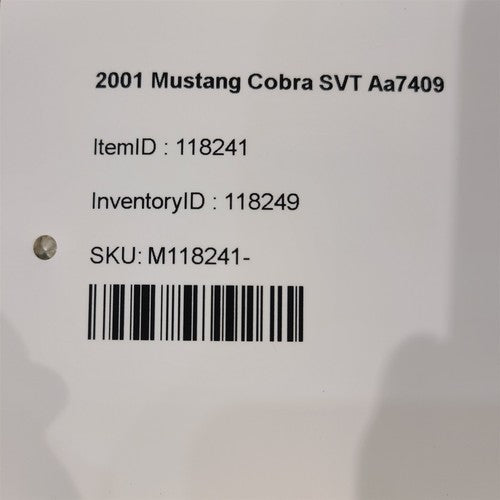 2001 Mustang Cobra SVT Aa7409
ItemID : 118241
InventoryID : 118249
SKU: M118241-